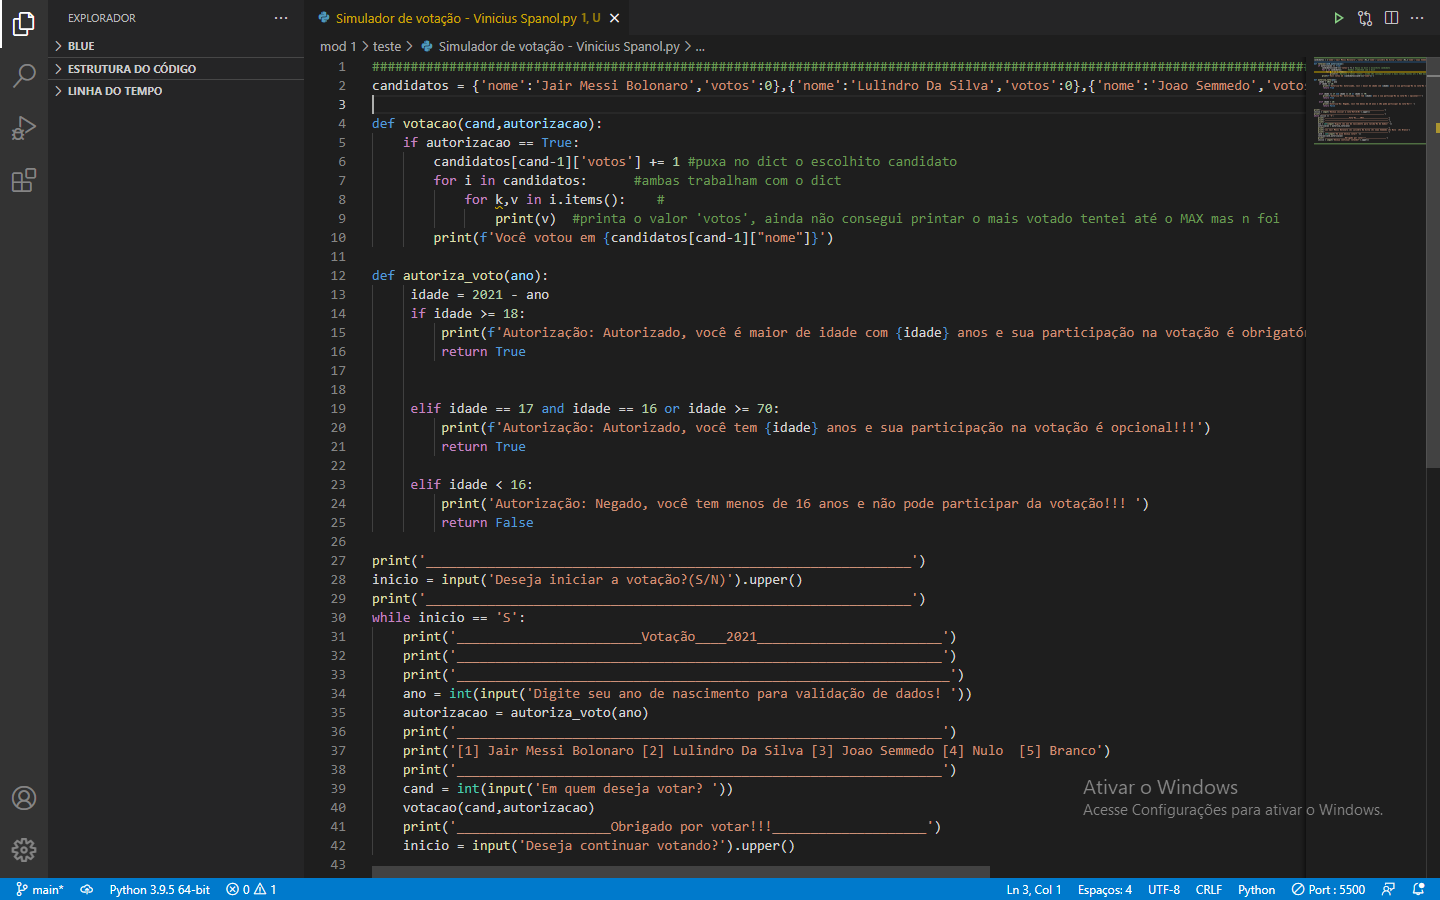 EXPLORADOR ···
BLUE
ESTRUTURA DO CÓDIGO
LINHA DO TEMPO
Simulador de votação - Vinicius Spanol.py 1, U
mod 1 > teste > Simulador de votação - Vinicius Spanol.py > ...
1 #########################################################################################################################
2 candidatos = {'nome':'Jair Messi Bolonaro','votos':0},{'nome':'Lulindro Da Silva','votos':0},{'nome':'Joao Semmedo','votos
3
4 def votacao(cand,autorizacao):
5 if autorizacao == True:
6 candidatos[cand-1]['votos'] += 1 #puxa no dict o escolhito candidato
7 for i in candidatos: #ambas trabalham com o dict
8 for k,v in i.items(): #
9 print(v) #printa o valor 'votos', ainda não consegui printar o mais votado tentei até o MAX mas n foi
10 print(f'Você votou em {candidatos[cand-1]["nome"]}')
11
12 def autoriza_voto(ano):
13 idade = 2021 - ano
14 if idade >= 18:
15 print(f'Autorização: Autorizado, você é maior de idade com {idade} anos e sua participação na votação é obrigatór
16 return True
17
18
19 elif idade == 17 and idade == 16 or idade >= 70:
20 print(f'Autorização: Autorizado, você tem {idade} anos e sua participação na votação é opcional!!!')
21 return True
22
23 elif idade < 16:
24 print('Autorização: Negado, você tem menos de 16 anos e não pode participar da votação!!! ')
25 return False
26
27 print('_______________________________________________________________')
28 inicio = input('Deseja iniciar a votação?(S/N)').upper()
29 print('_______________________________________________________________')
30 while inicio == 'S':
31 print('________________________Votação____2021________________________')
32 print('_______________________________________________________________')
33 print('________________________________________________________________')
34 ano = int(input('Digite seu ano de nascimento para validação de dados! '))
35 autorizacao = autoriza_voto(ano)
36 print('_______________________________________________________________')
37 print('[1] Jair Messi Bolonaro [2] Lulindro Da Silva [3] Joao Semmedo [4] Nulo  [5] Branco')
38 print('_______________________________________________________________')
39 cand = int(input('Em quem deseja votar? '))
40 votacao(cand,autorizacao)
41 print('____________________Obrigado por votar!!!____________________')
42 inicio = input('Deseja continuar votando?').upper()
43
Ativar o Windows
Acesse Configurações para ativar o Windows.
main* Python 3.9.5 64-bit 0 1 Ln 3, Col 1 Espaços: 4 UTF-8 CRLF Python Port : 5500